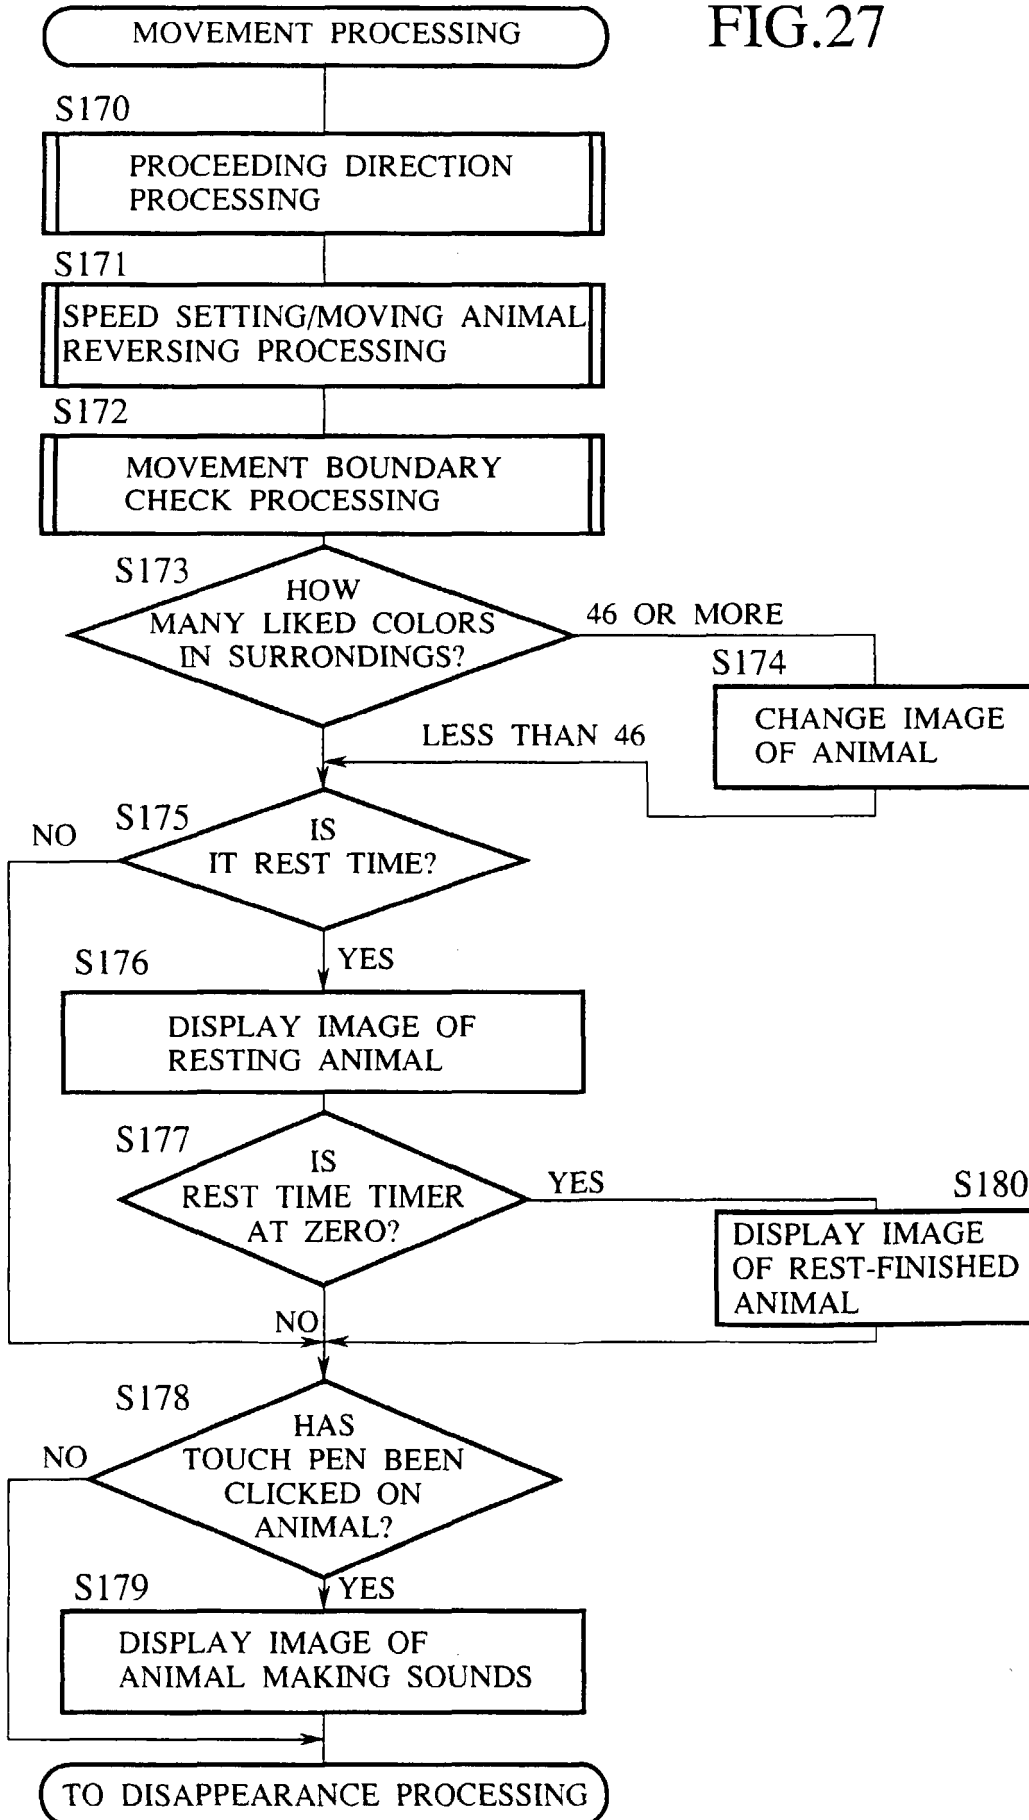 FIG.27
MOVEMENT PROCESSING
S170
PROCEEDING DIRECTION
PROCESSING
S171
SPEED SETTING/MOVING ANIMAL
REVERSING PROCESSING
S172
MOVEMENT BOUNDARY
CHECK PROCESSING
S173
HOW
MANY LIKED COLORS
IN SURRONDINGS?
46 OR MORE
S174
CHANGE IMAGE
OF ANIMAL
LESS THAN 46
S175
IS
IT REST TIME?
NO
YES
S176
DISPLAY IMAGE OF
RESTING ANIMAL
S177
IS
REST TIME TIMER
AT ZERO?
YES
S180
DISPLAY IMAGE
OF REST-FINISHED
ANIMAL
NO
S178
HAS
TOUCH PEN BEEN
CLICKED ON
ANIMAL?
NO
YES
S179
DISPLAY IMAGE OF
ANIMAL MAKING SOUNDS
TO DISAPPEARANCE PROCESSING